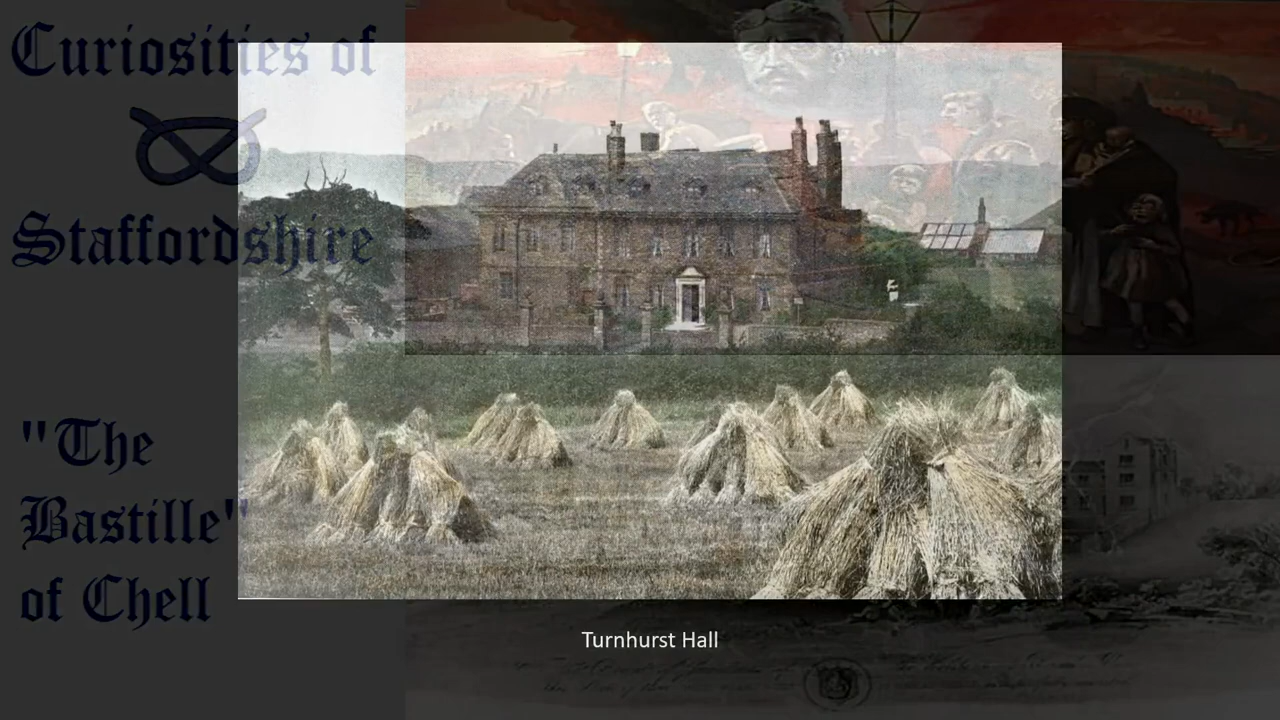 Curiosities of
Staffordshire
"The
Bastille"
of Chell
Turnhurst Hall